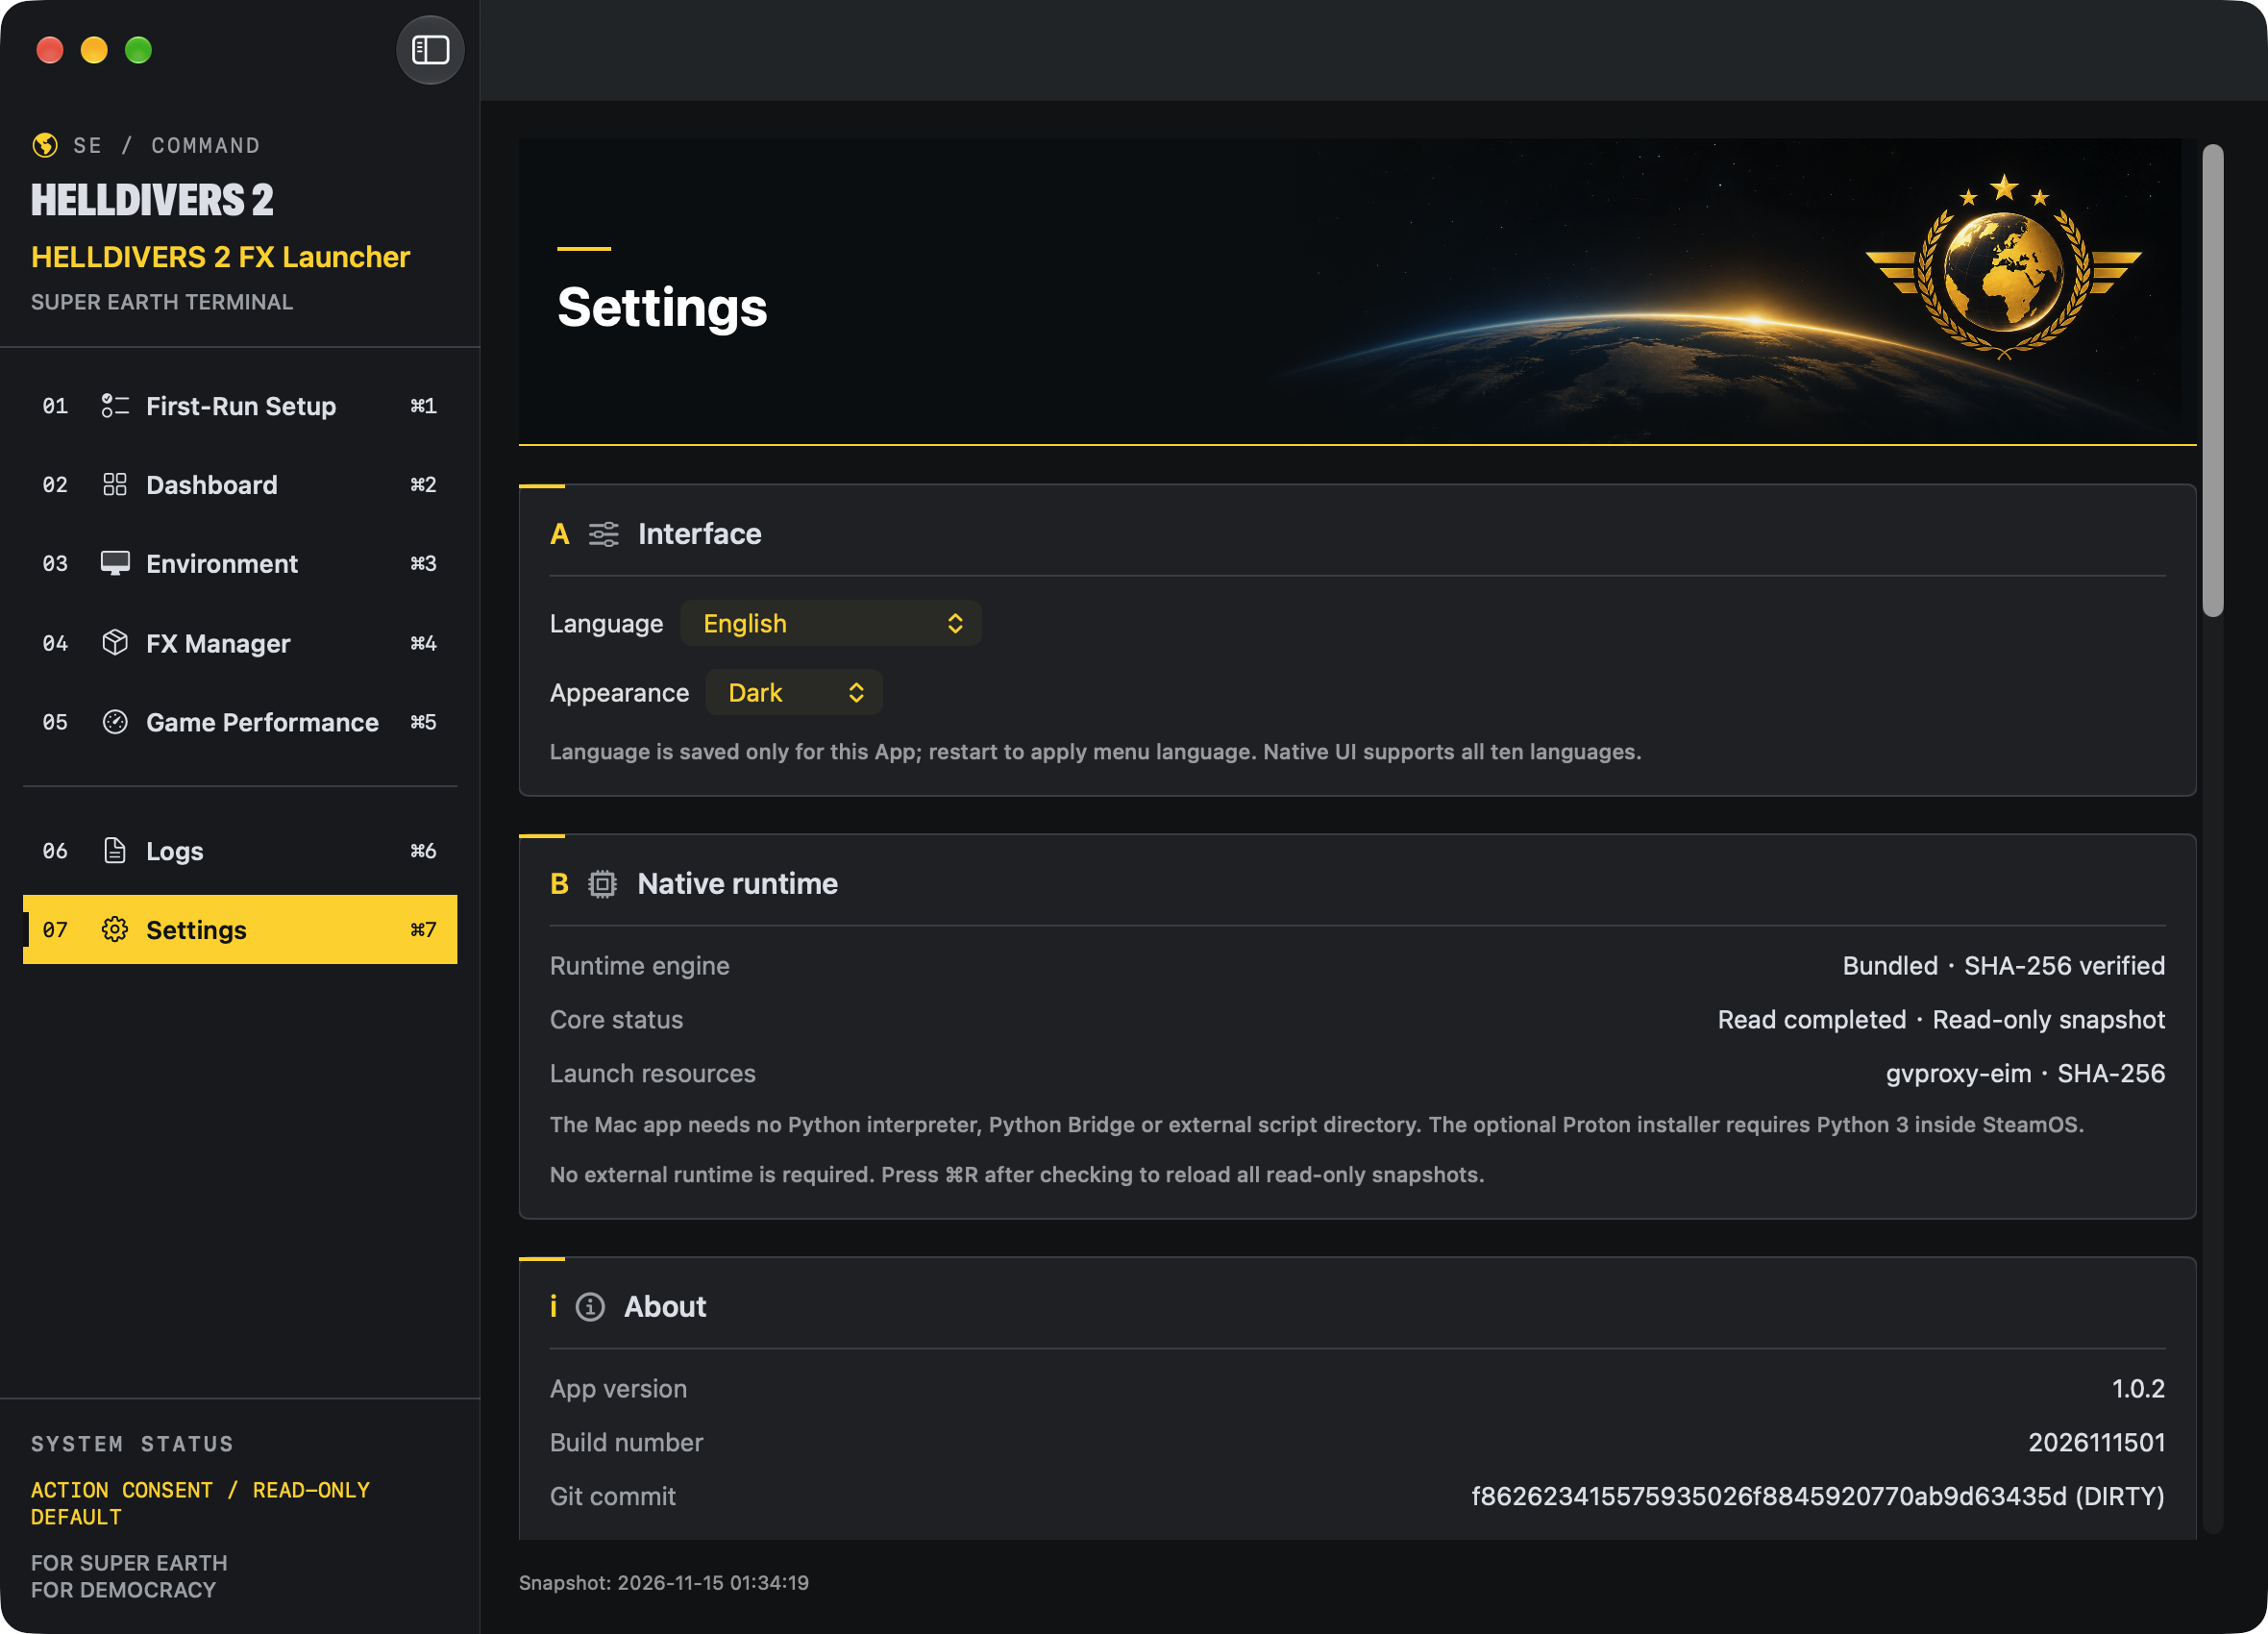 SE / COMMAND
HELLDIVERS 2
HELLDIVERS 2 FX Launcher
SUPER EARTH TERMINAL
01 First-Run Setup ⌘1
02 Dashboard ⌘2
03 Environment ⌘3
04 FX Manager ⌘4
05 Game Performance ⌘5
06 Logs ⌘6
07 Settings ⌘7
SYSTEM STATUS
ACTION CONSENT / READ-ONLY
DEFAULT
FOR SUPER EARTH
FOR DEMOCRACY
Settings
A Interface
Language English
Appearance Dark
Language is saved only for this App; restart to apply menu language. Native UI supports all ten languages.
B Native runtime
Runtime engine Bundled · SHA-256 verified
Core status Read completed · Read-only snapshot
Launch resources gvproxy-eim · SHA-256
The Mac app needs no Python interpreter, Python Bridge or external script directory. The optional Proton installer requires Python 3 inside SteamOS.
No external runtime is required. Press ⌘R after checking to reload all read-only snapshots.
i About
App version 1.0.2
Build number 2026111501
Git commit f862623415575935026f8845920770ab9d63435d (DIRTY)
Snapshot: 2026-11-15 01:34:19